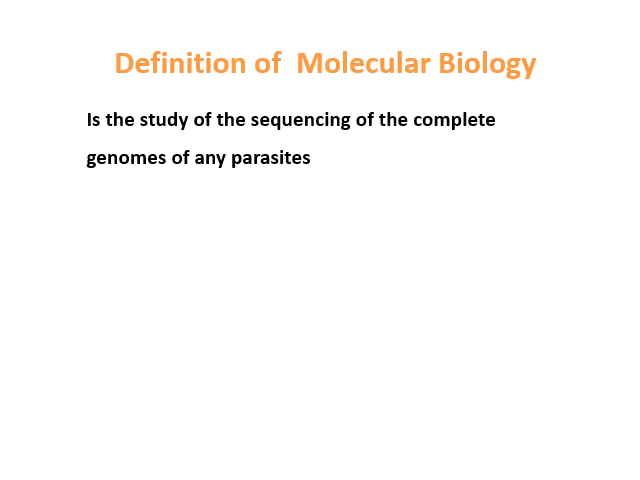 Definition of  Molecular Biology
Is the study of the sequencing of the complete
genomes of any parasites